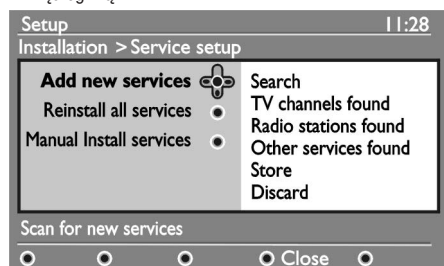 Setup 11:28
Installation > Service setup
Add new services
Reinstall all services
Manual Install services
Search
TV channels found
Radio stations found
Other services found
Store
Discard
Scan for new services
Close